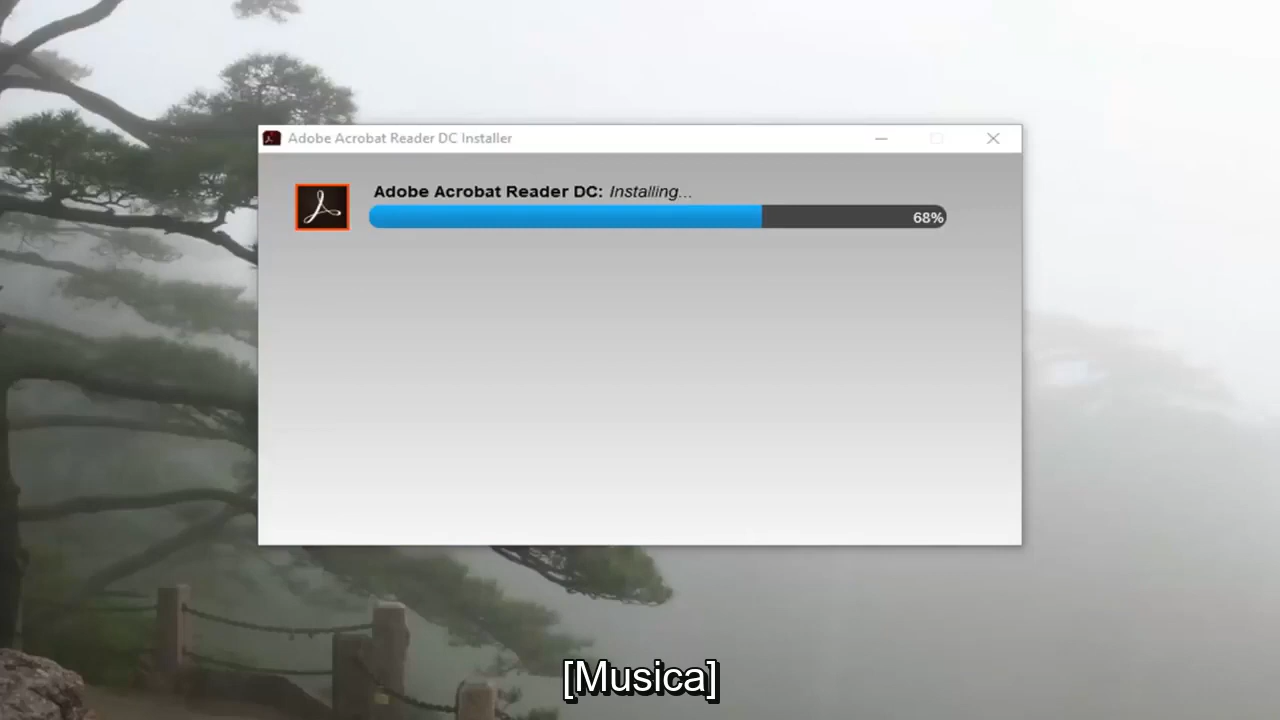 Adobe Acrobat Reader DC Installer
Adobe Acrobat Reader DC: Installing...
68%
[Musica]